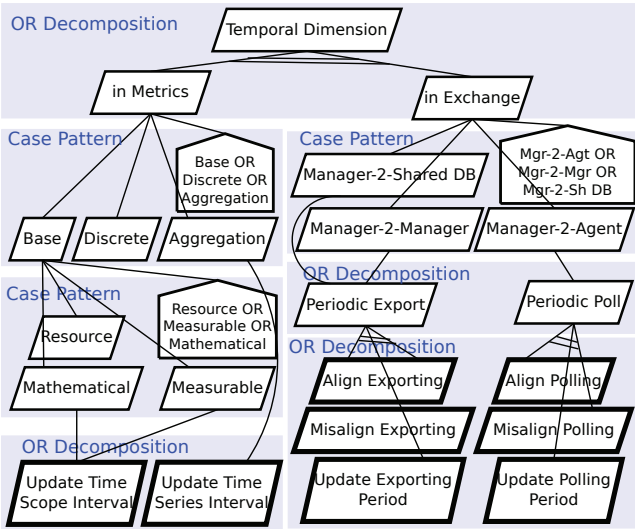 OR Decomposition
Temporal Dimension
in Metrics
in Exchange
Case Pattern
Base OR
Discrete OR
Aggregation
Base
Discrete
Aggregation
Case Pattern
Resource OR
Measurable OR
Mathematical
Resource
Mathematical
Measurable
OR Decomposition
Update Time
Scope Interval
Update Time
Series Interval
Case Pattern
Mgr-2-Agt OR
Mgr-2-Mgr OR
Mgr-2-Sh DB
Manager-2-Shared DB
Manager-2-Manager
Manager-2-Agent
OR Decomposition
Periodic Export
Periodic Poll
OR Decomposition
Align Exporting
Align Polling
Misalign Exporting
Misalign Polling
Update Exporting
Period
Update Polling
Period